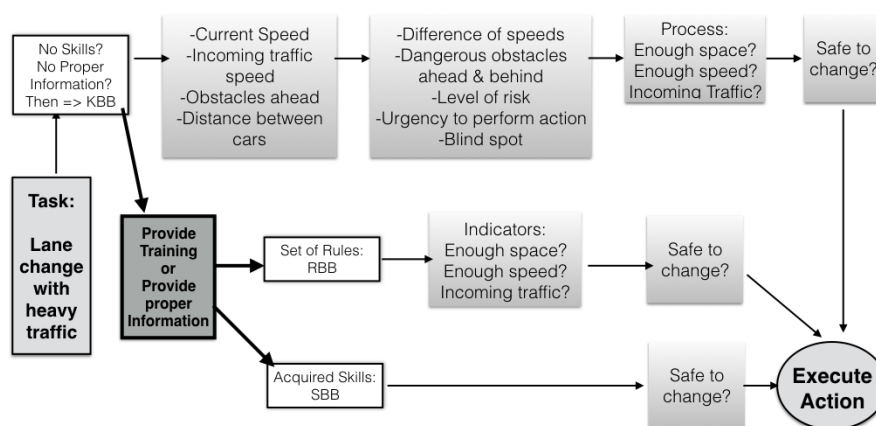 No Skills?
No Proper
Information?
Then => KBB
-Current Speed
-Incoming traffic
speed
-Obstacles ahead
-Distance between
cars
-Difference of speeds
-Dangerous obstacles
ahead & behind
-Level of risk
-Urgency to perform action
-Blind spot
Process:
Enough space?
Enough speed?
Incoming Traffic?
Safe to
change?
Task:
Lane
change
with
heavy
traffic
Provide
Training
or
Provide
proper
Information
Set of Rules:
RBB
Indicators:
Enough space?
Enough speed?
Incoming traffic?
Safe to
change?
Acquired Skills:
SBB
Safe to
change?
Execute
Action